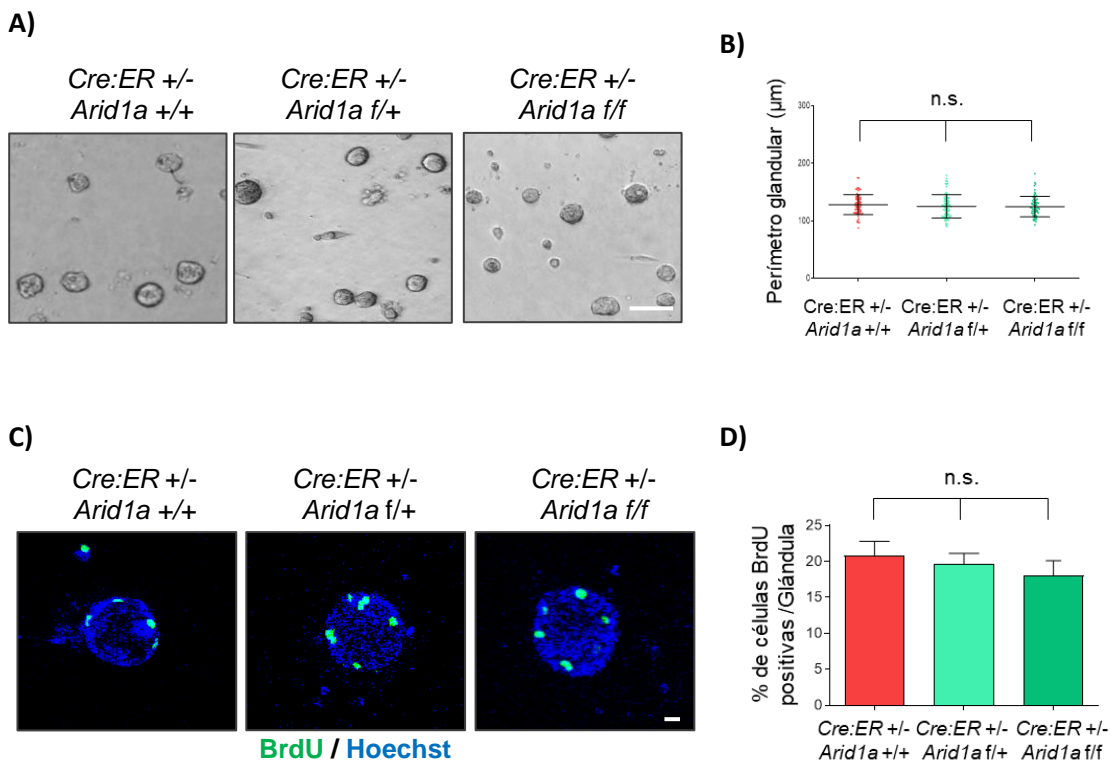 A)
Cre:ER +/-
Arid1a +/+
Cre:ER +/-
Arid1a f/+
Cre:ER +/-
Arid1a f/f
B)
n.s.
Perímetro glandular (µm)
300
200
100
0
Cre:ER +/-
Arid1a +/+
Cre:ER +/-
Arid1a f/+
Cre:ER +/-
Arid1a f/f
C)
Cre:ER +/-
Arid1a +/+
Cre:ER +/-
Arid1a f/+
Cre:ER +/-
Arid1a f/f
BrdU / Hoechst
D)
n.s.
% de células BrdU
positivas/Glándula
25
20
15
10
5
0
Cre:ER +/-
Arid1a +/+
Cre:ER +/-
Arid1a f/+
Cre:ER +/-
Arid1a f/f